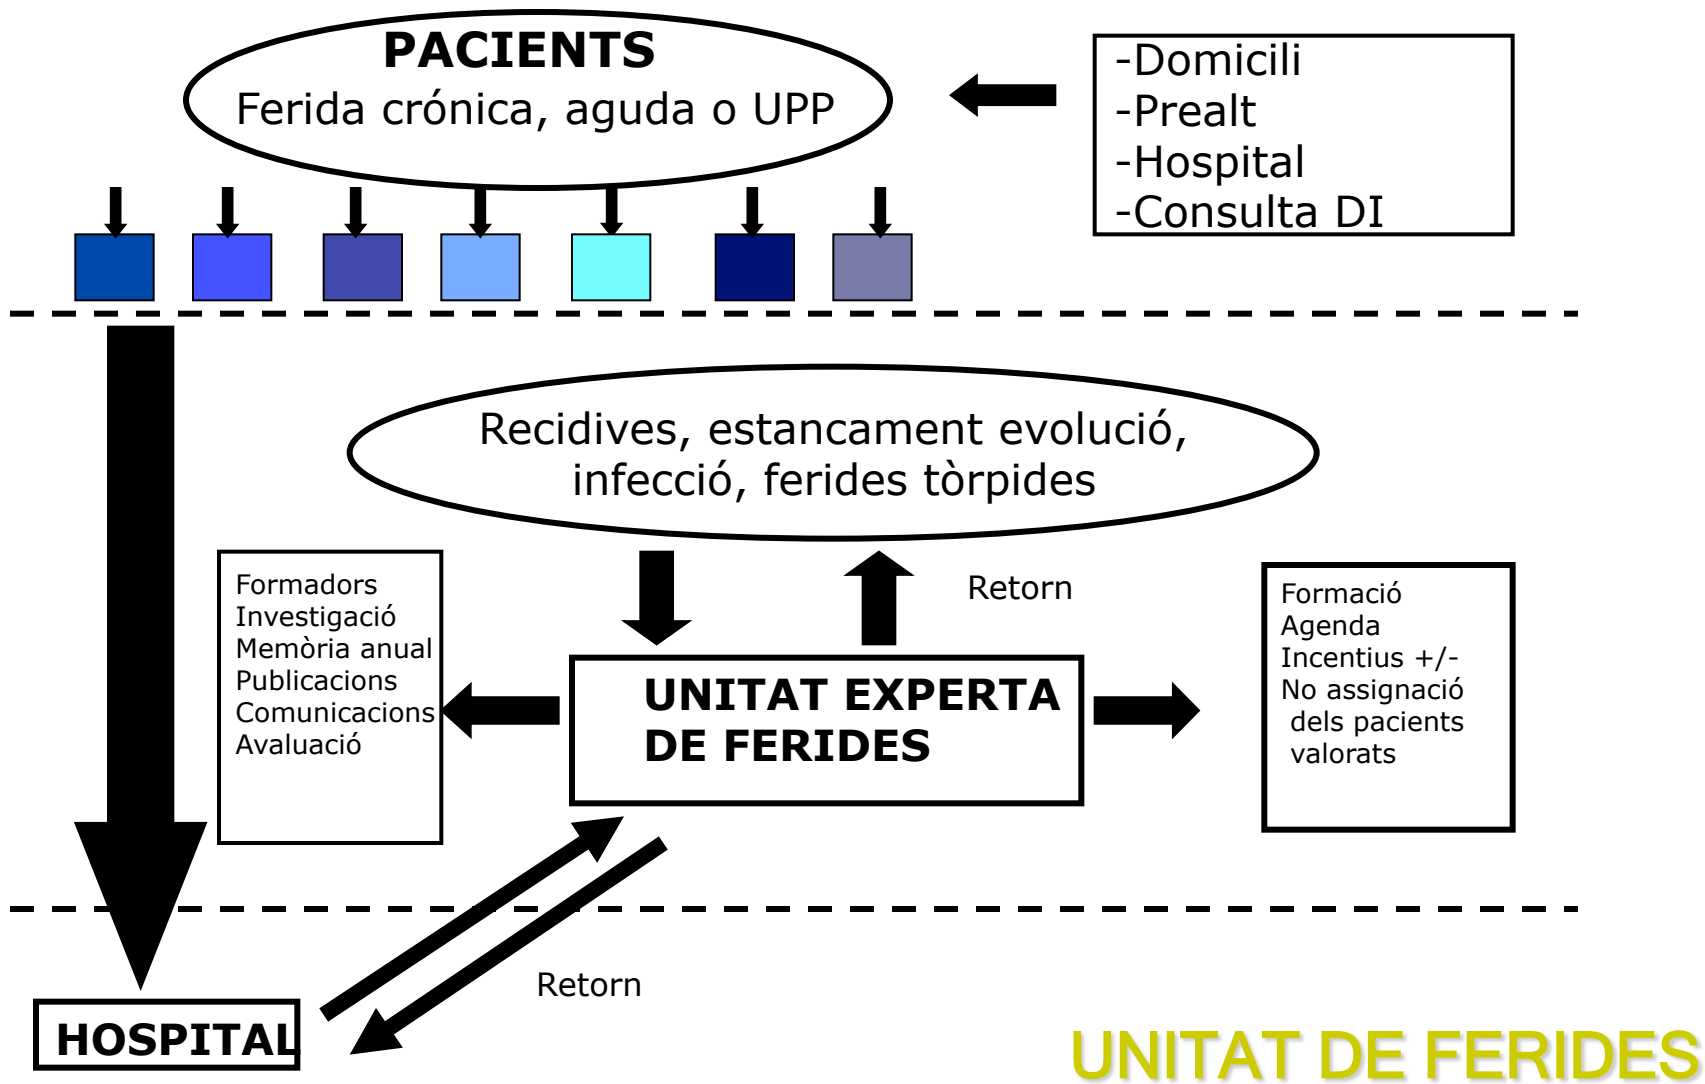 PACIENTS
Ferida crónica, aguda o UPP
-Domicili
-Prealt
-Hospital
-Consulta DI
Recidives, estancament evolució,
infecció, ferides tòrpides
Formadors
Investigació
Memòria anual
Publicacions
Comunicacions
Avaluació
Retorn
Formació
Agenda
Incentius +/-
No assignació
dels pacients
valorats
UNITAT EXPERTA
DE FERIDES
Retorn
HOSPITAL
UNITAT DE FERIDES